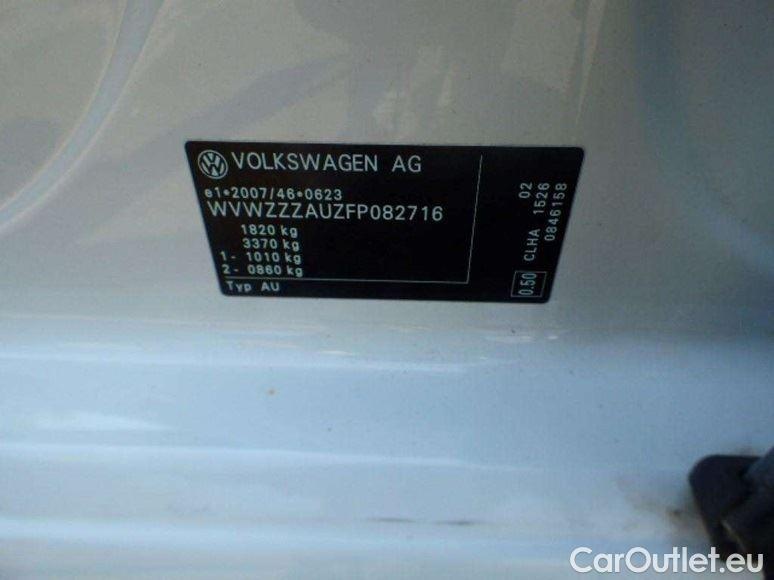 VOLKSWAGEN AG
e1*2007/46*0623
WVWZZZAUZFP082716
1820 kg
3370 kg
1- 1010 kg
2- 0860 kg
Typ AU
02
CLHA 1526
0846158
0.50
CarOutlet.eu